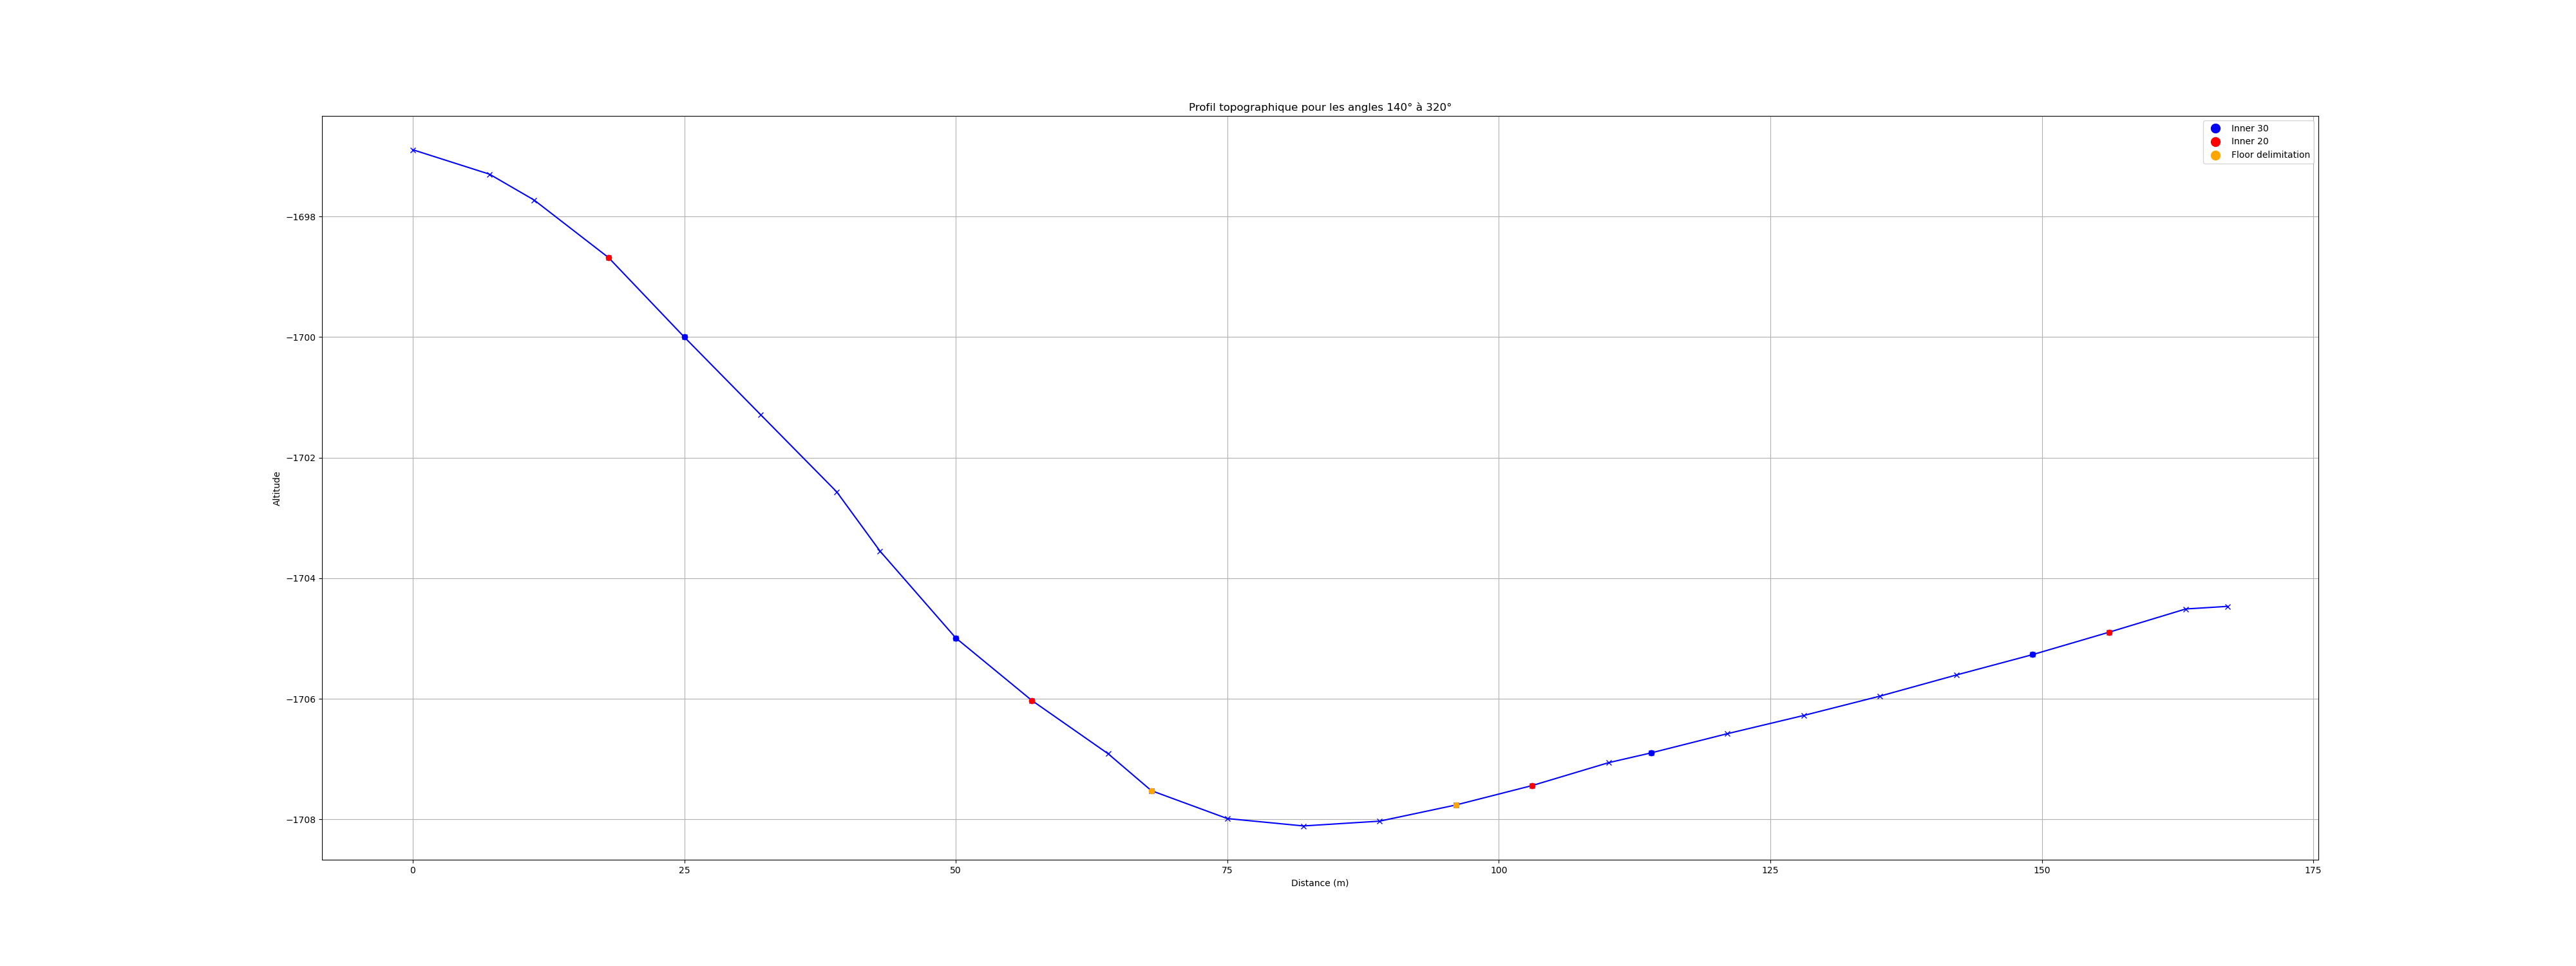 Profil topographique pour les angles 140° à 320°
Inner 30
Inner 20
Floor delimitation
−1698
−1700
−1702
−1704
−1706
−1708
Altitude
0 25 50 75 100 125 150 175
Distance (m)